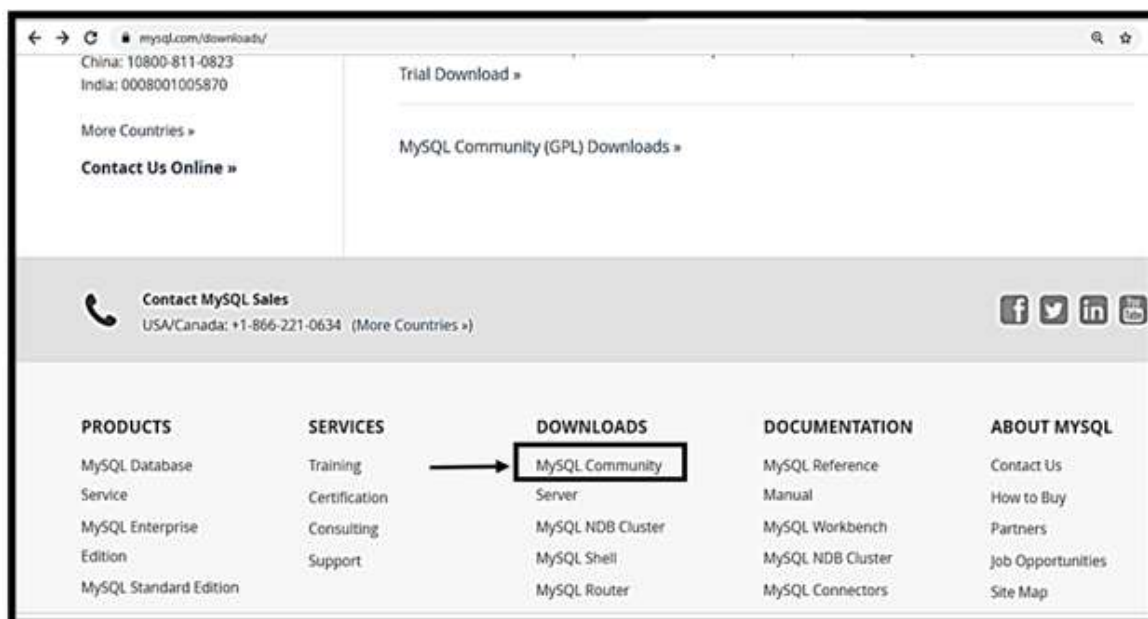 mysql.com/downloads/
China: 10800-811-0823
India: 0008001005870
More Countries »
Contact Us Online »
Trial Download »
MySQL Community (GPL) Downloads »
Contact MySQL Sales
USA/Canada: +1-866-221-0634 (More Countries »)
PRODUCTS
MySQL Database
Service
MySQL Enterprise
Edition
MySQL Standard Edition
SERVICES
Training
Certification
Consulting
Support
DOWNLOADS
MySQL Community
Server
MySQL NDB Cluster
MySQL Shell
MySQL Router
DOCUMENTATION
MySQL Reference
Manual
MySQL Workbench
MySQL NDB Cluster
MySQL Connectors
ABOUT MYSQL
Contact Us
How to Buy
Partners
Job Opportunities
Site Map